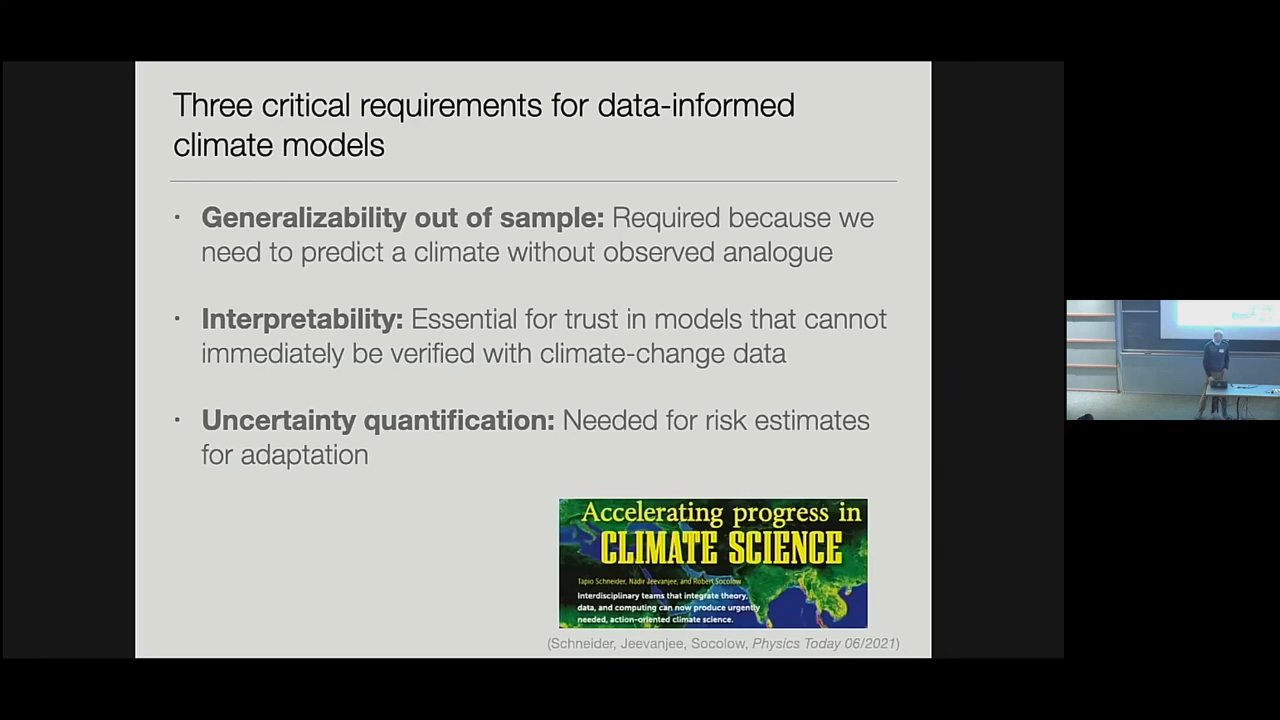 Three critical requirements for data-informed
climate models
• Generalizability out of sample: Required because we
need to predict a climate without observed analogue
• Interpretability: Essential for trust in models that cannot
immediately be verified with climate-change data
• Uncertainty quantification: Needed for risk estimates
for adaptation
Accelerating progress in
CLIMATE SCIENCE
Tapio Schneider, Nadir Jeevanjee, and Robert Socolow
Interdisciplinary teams that integrate theory,
data, and computing can now produce urgently
needed, action-oriented climate science.
(Schneider, Jeevanjee, Socolow, Physics Today 06/2021)